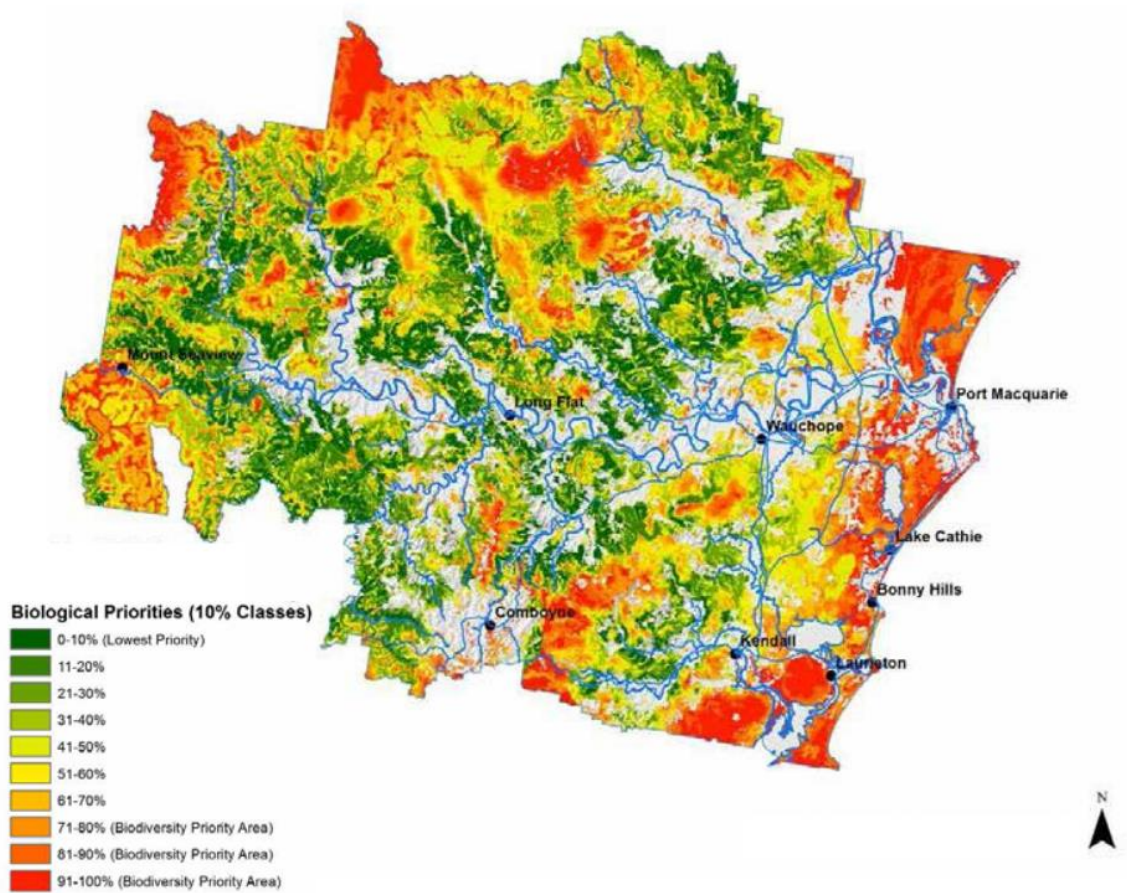 Mount Seaview
Long Flat
Port Macquarie
Wauchope
Lake Cathie
Bonny Hills
Comboyne
Kendall
Laurieton
Biological Priorities (10% Classes)
0-10% (Lowest Priority)
11-20%
21-30%
31-40%
41-50%
51-60%
61-70%
71-80% (Biodiversity Priority Area)
81-90% (Biodiversity Priority Area)
91-100% (Biodiversity Priority Area)
N